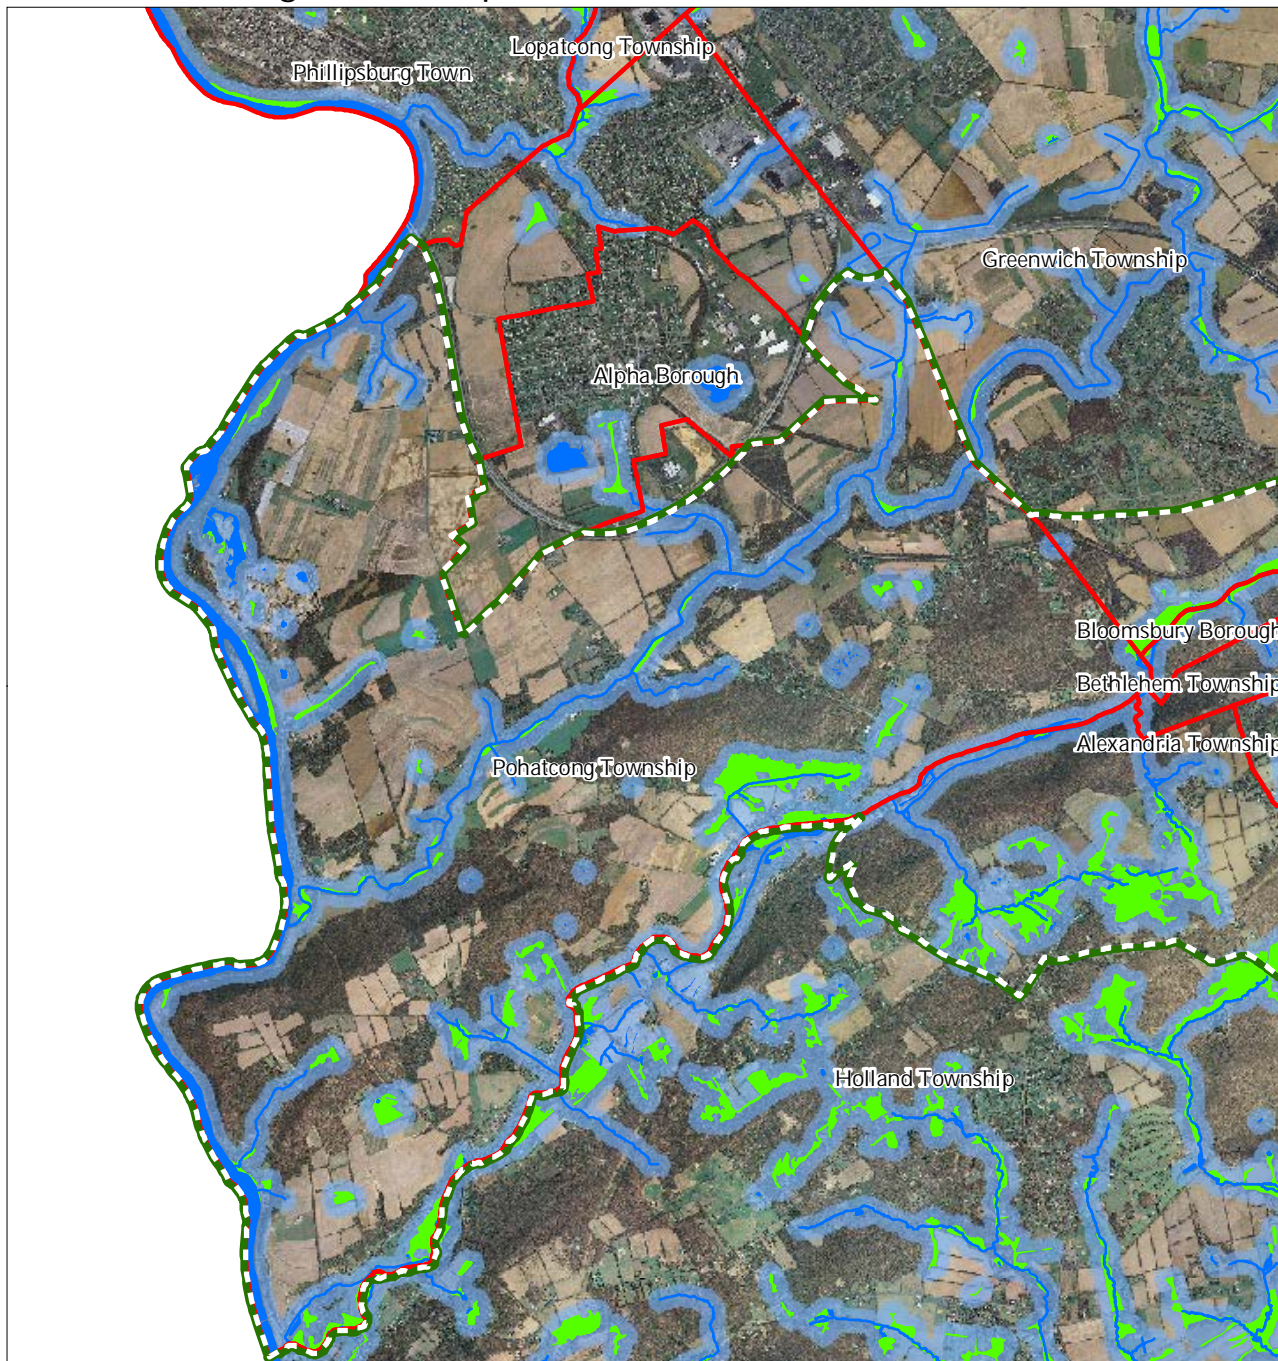 Lopatcong Township
Phillipsburg Town
Greenwich Township
Alpha Borough
Bloomsbury Borough
Bethlehem Township
Alexandria Township
Pohatcong Township
Holland Township